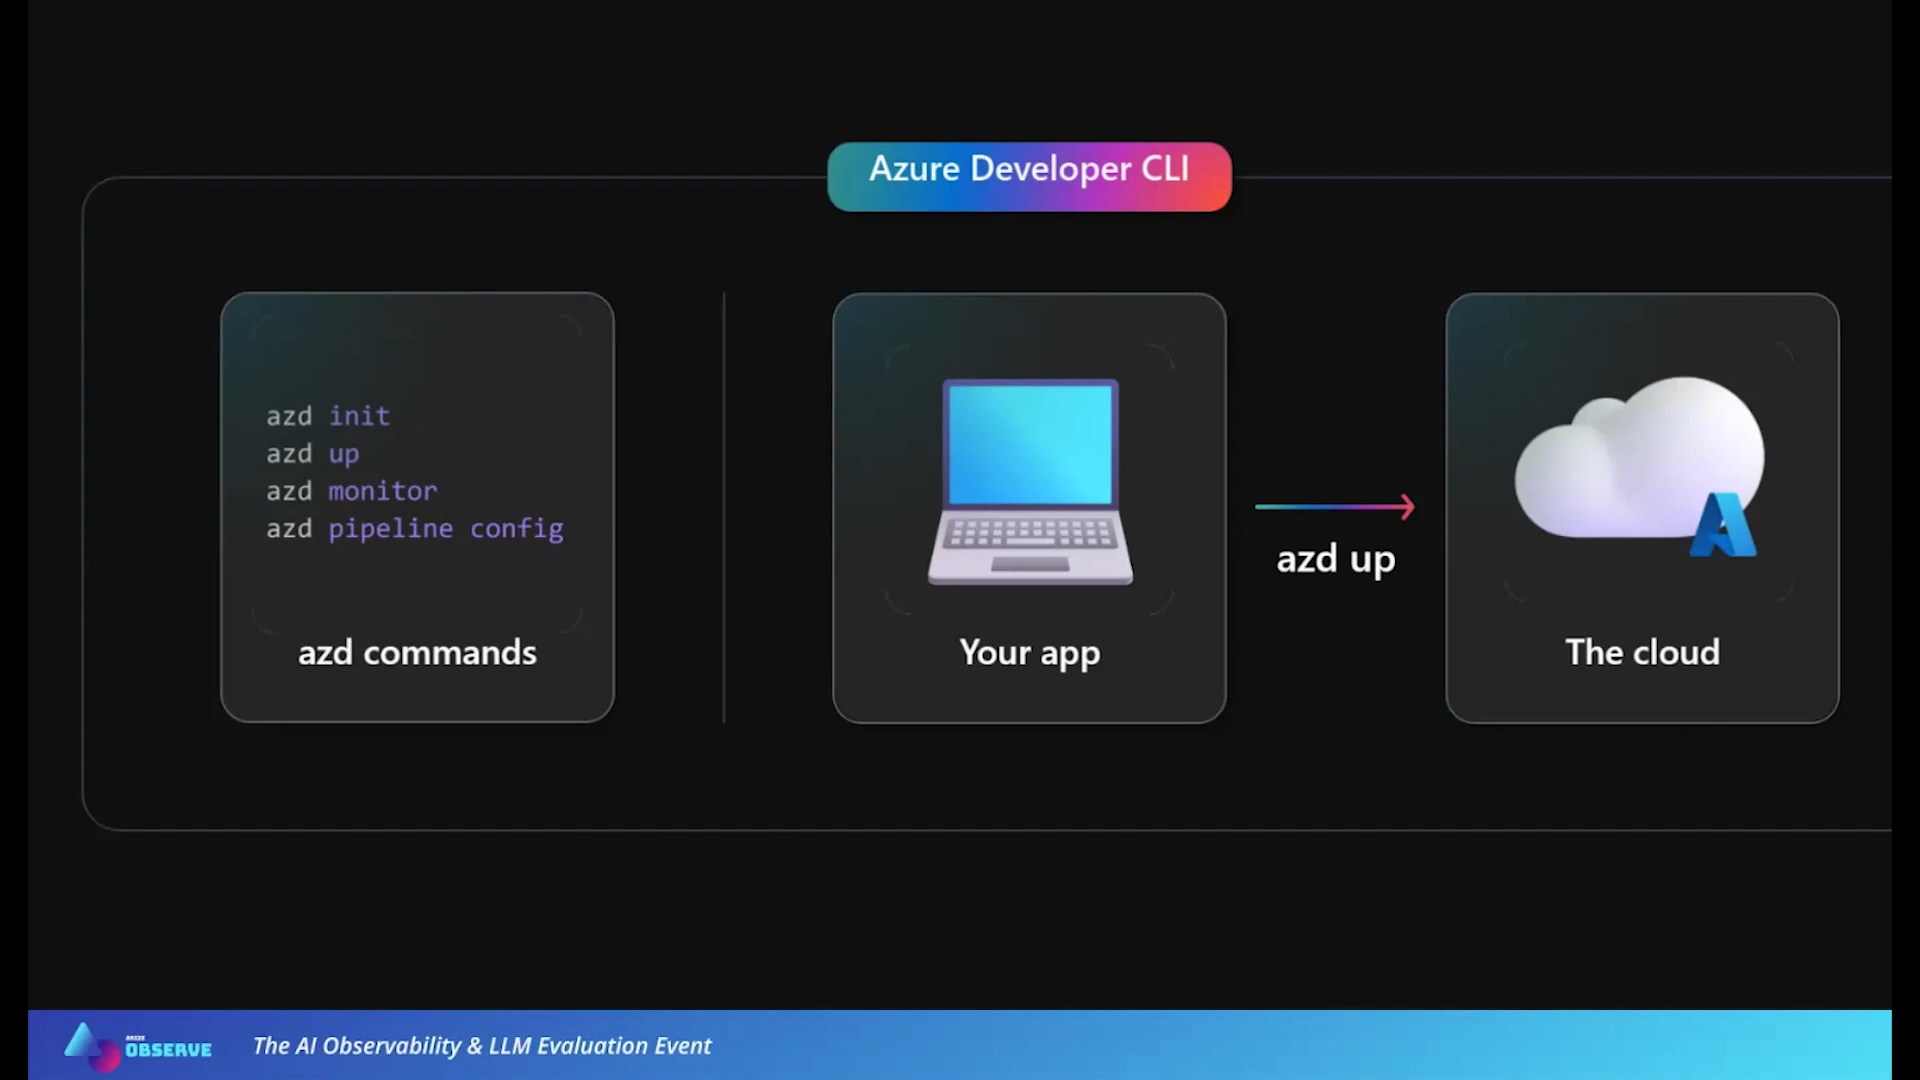 Azure Developer CLI
azd init
azd up
azd monitor
azd pipeline config
azd commands
Your app
azd up
The cloud
ARIZE
OBSERVE
The AI Observability & LLM Evaluation Event